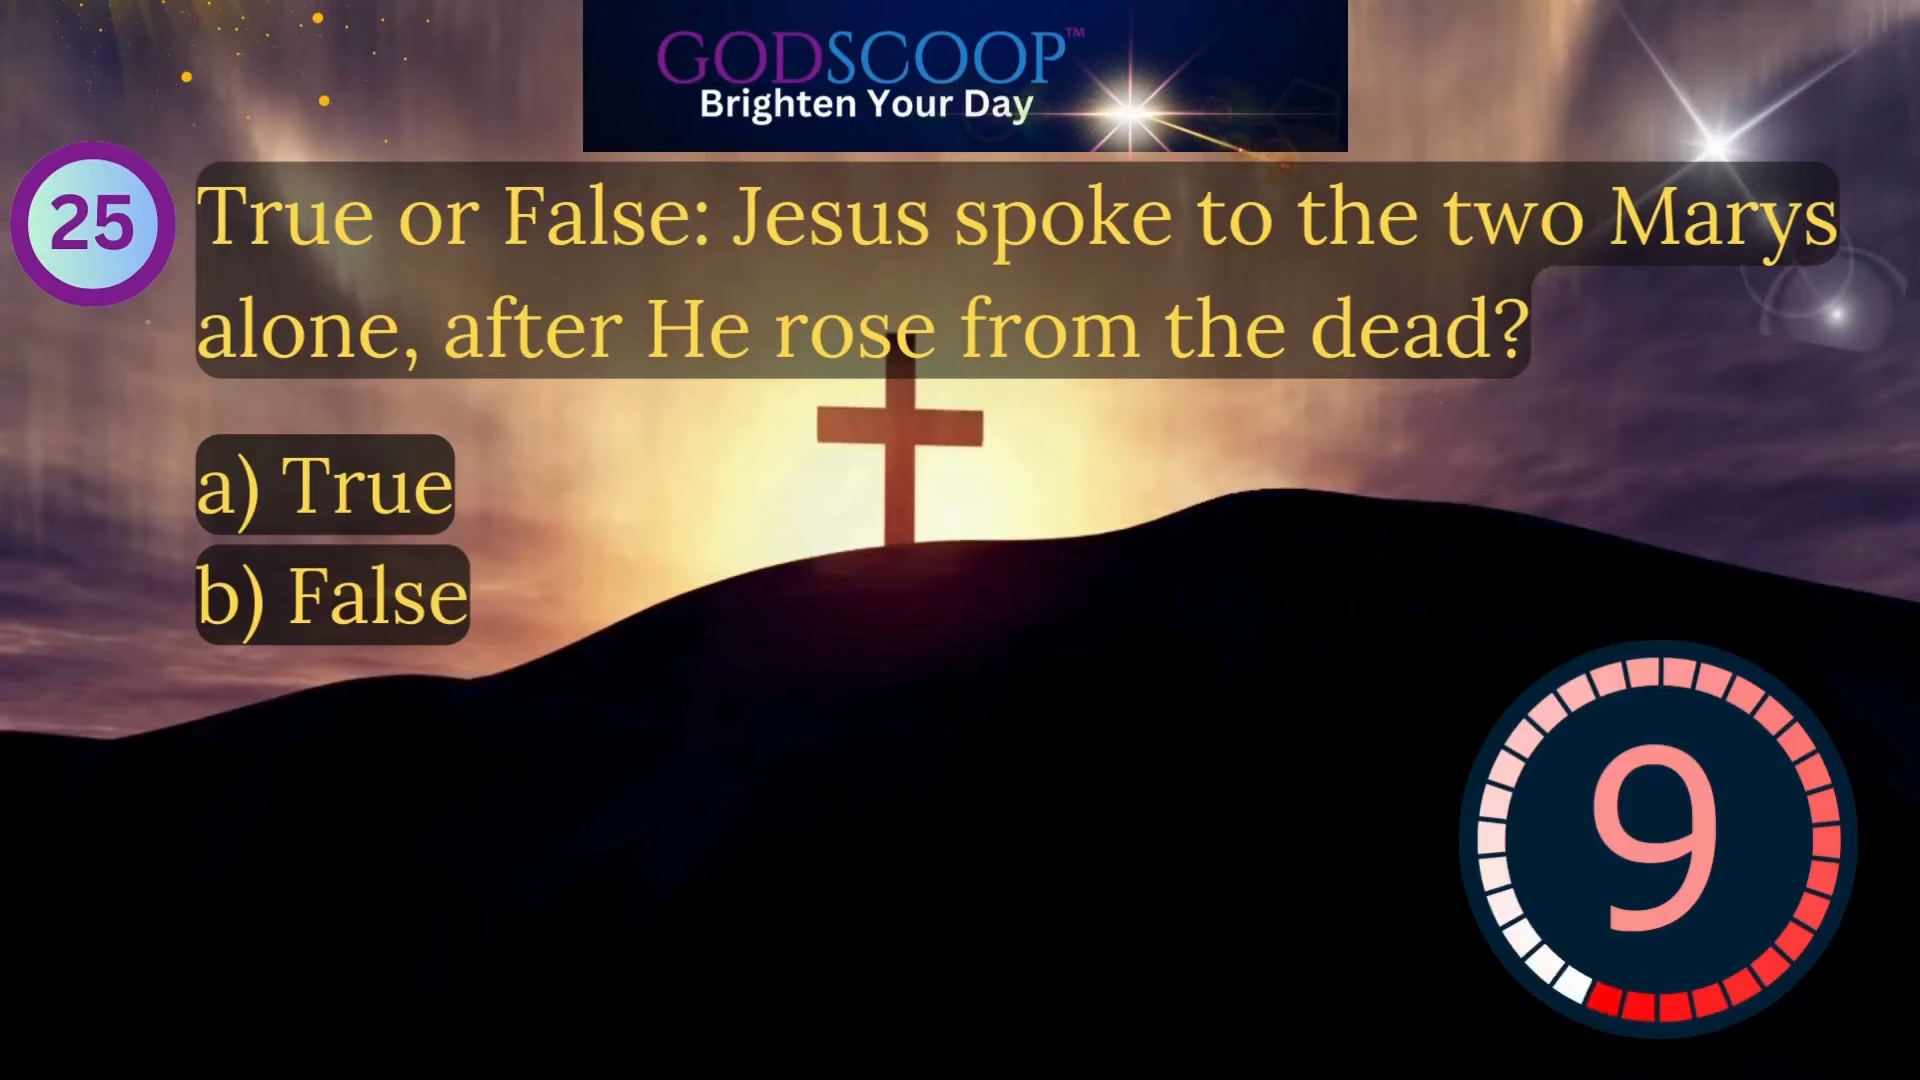 GODSCOOP™
Brighten Your Day
25
True or False: Jesus spoke to the two Marys
alone, after He rose from the dead?
a) True
b) False
9